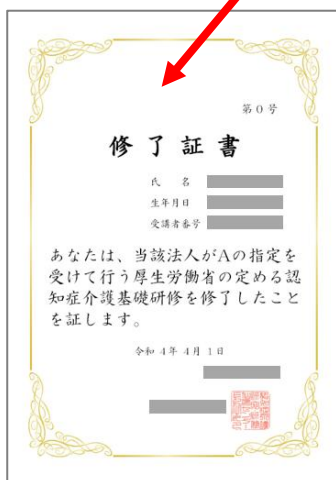 第0号
修了証書
氏 名
生年月日
受講者番号
あなたは、当該法人がAの指定を
受けて行う厚生労働省の定める認
知症介護基礎研修を修了したこと
を証します。
令和4年4月1日